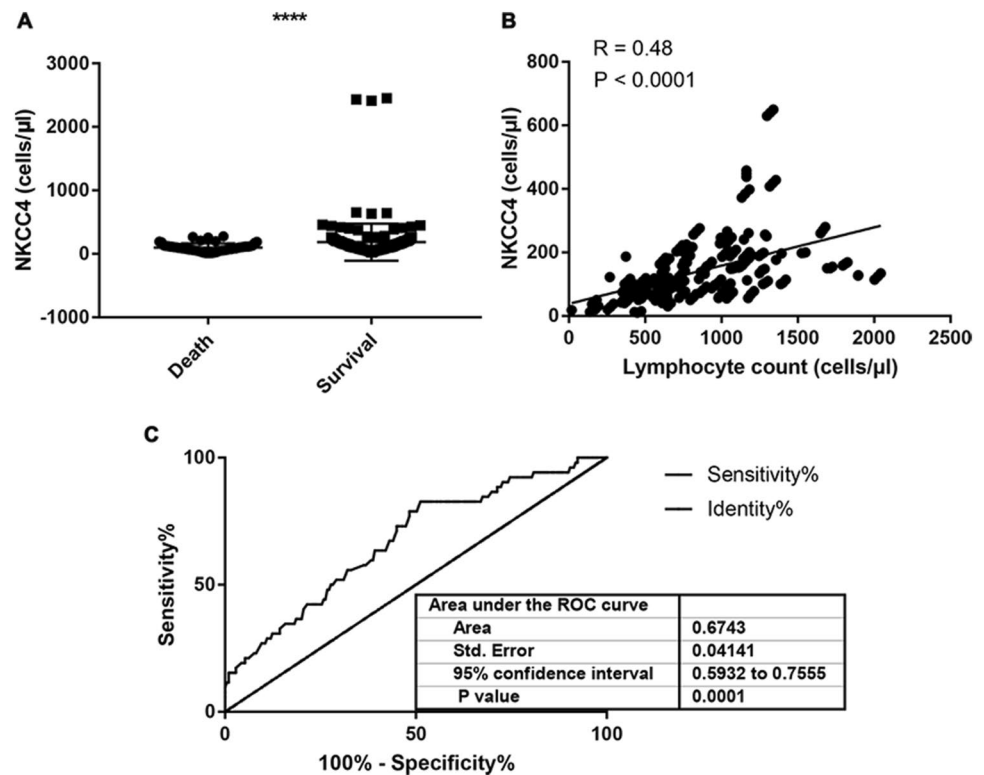 A
****
NKCC4 (cells/µl)
3000
2000
1000
0
-1000
Death
Survival
B
R = 0.48
P < 0.0001
NKCC4 (cells/µl)
800
600
400
200
0
0 500 1000 1500 2000 2500
Lymphocyte count (cells/µl)
C
Sensitivity%
100
50
0
0 50 100
100% - Specificity%
Sensitivity%
Identity%
Area under the ROC curve
Area 0.6743
Std. Error 0.04141
95% confidence interval 0.5932 to 0.7555
P value 0.0001